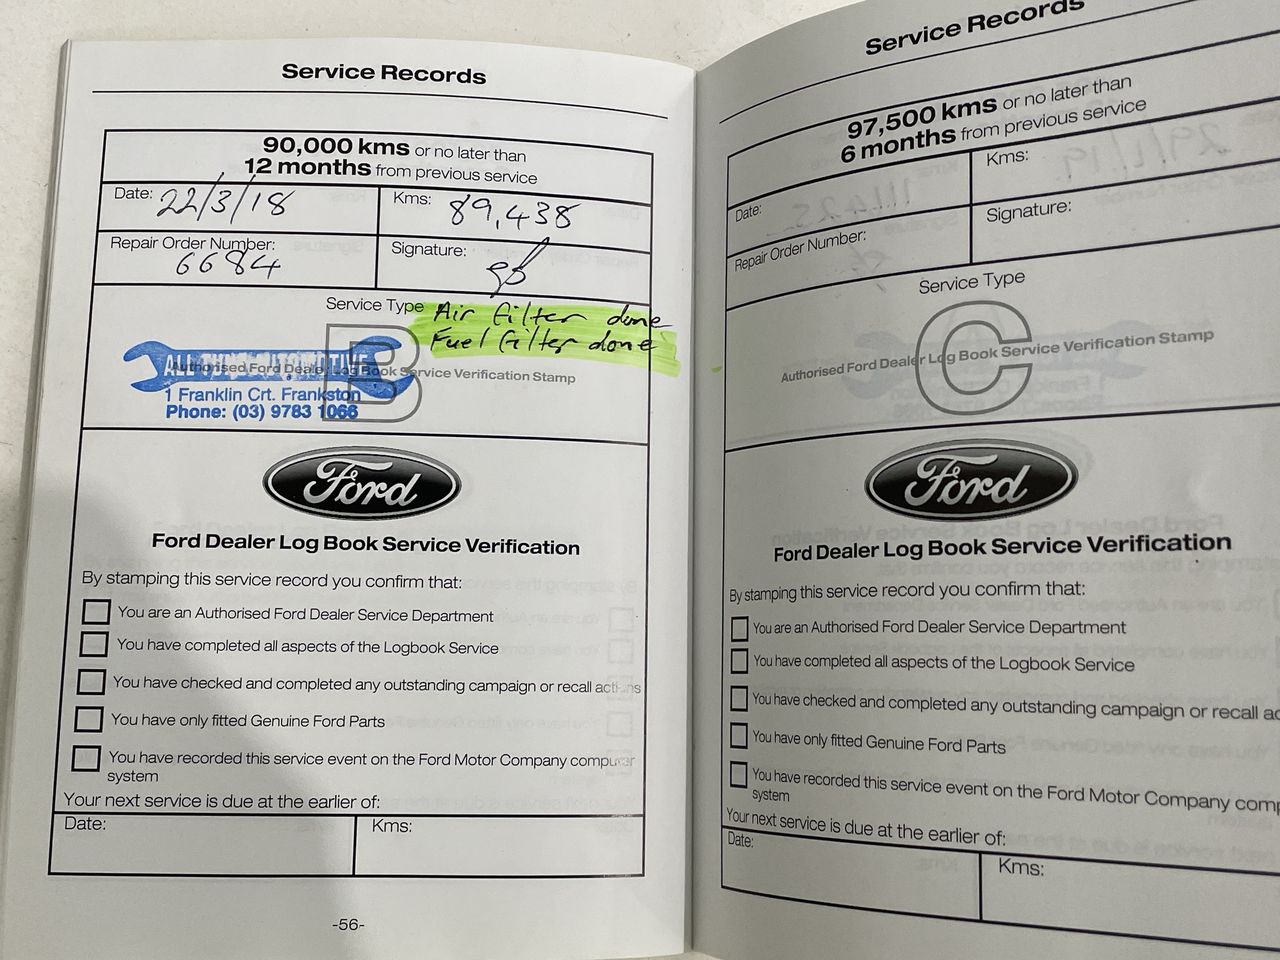 Service Records
90,000 kms or no later than
12 months from previous service
Date: 22/3/18
Kms: 89,438
Repair Order Number: 6684
Signature:
Service Type Air filter done
Fuel filter done
B
AUTOMOTIVE
Authorised Ford Dealer Log Book Service Verification Stamp
1 Franklin Crt. Frankston
Phone: (03) 9783 1066
Ford
Ford Dealer Log Book Service Verification
By stamping this service record you confirm that:
You are an Authorised Ford Dealer Service Department
You have completed all aspects of the Logbook Service
You have checked and completed any outstanding campaign or recall actions
You have only fitted Genuine Ford Parts
You have recorded this service event on the Ford Motor Company computer
system
Your next service is due at the earlier of:
Date:
Kms:
-56-
Service Records
97,500 kms or no later than
6 months from previous service
Date:
Kms:
Repair Order Number:
Signature:
Service Type
C
Authorised Ford Dealer Log Book Service Verification Stamp
Ford
Ford Dealer Log Book Service Verification
By stamping this service record you confirm that:
You are an Authorised Ford Dealer Service Department
You have completed all aspects of the Logbook Service
You have checked and completed any outstanding campaign or recall ac
You have only fitted Genuine Ford Parts
You have recorded this service event on the Ford Motor Company comp
system
Your next service is due at the earlier of:
Date:
Kms: